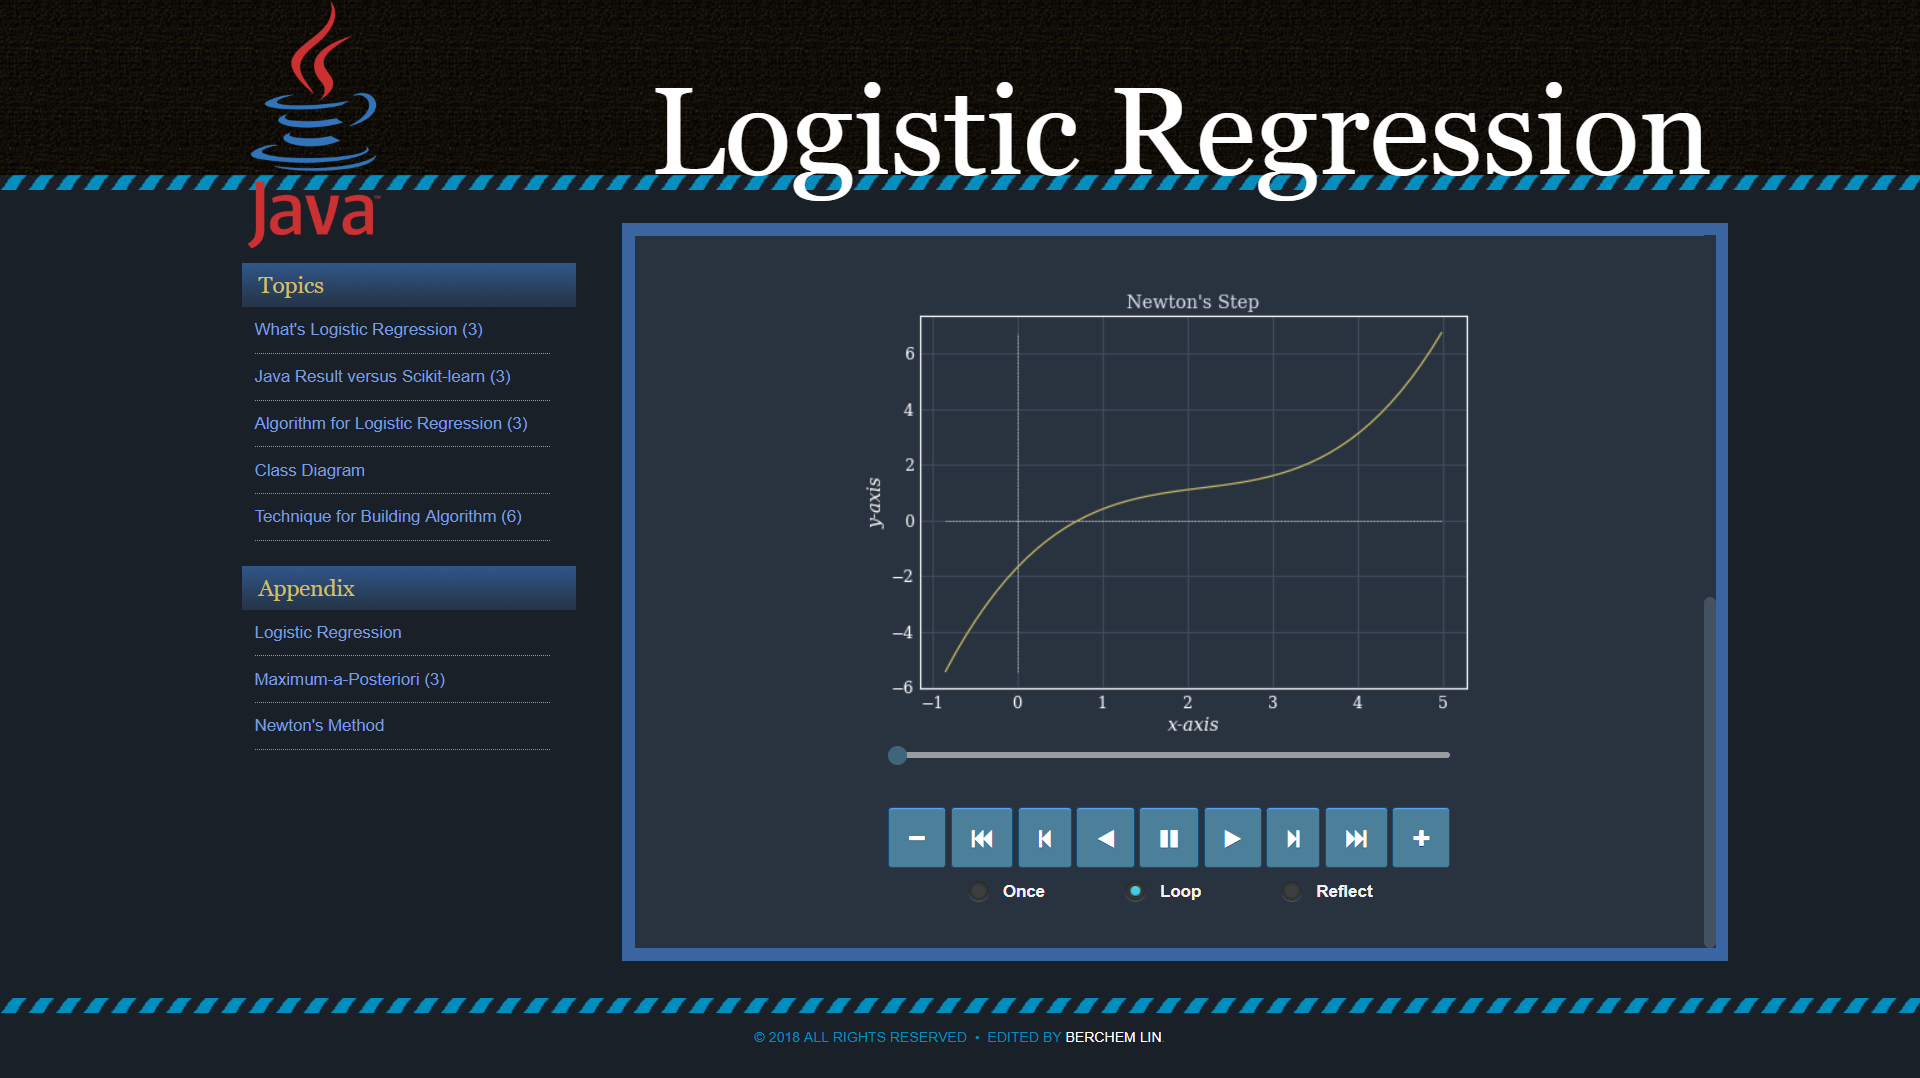 Logistic Regression
Java™
Topics
What's Logistic Regression (3)
Java Result versus Scikit-learn (3)
Algorithm for Logistic Regression (3)
Class Diagram
Technique for Building Algorithm (6)
Appendix
Logistic Regression
Maximum-a-Posteriori (3)
Newton's Method
Newton's Step
6
4
2
0
−2
−4
−6
y-axis
−1 0 1 2 3 4 5
x-axis
Once Loop Reflect
© 2018 ALL RIGHTS RESERVED • EDITED BY BERCHEM LIN.